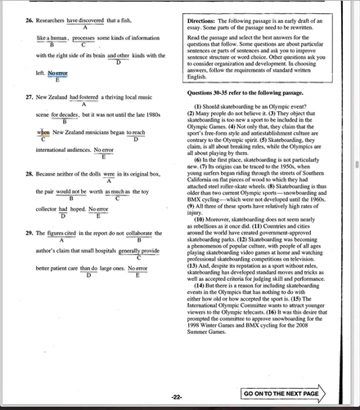 26. Researchers have discovered that a fish,
A
like a human, processes some kinds of information
B C
with the right side of its brain and other kinds with the
D
left. No error
E
27. New Zealand had fostered a thriving local music
A
scene for decades, but it was not until the late 1980s
B
when New Zealand musicians began to reach
C D
international audiences. No error
E
28. Because neither of the dolls were in its original box,
A
the pair would not be worth as much as the toy
B C
collector had hoped. No error
D E
29. The figures cited in the report do not collaborate the
A B
author's claim that small hospitals generally provide
C
better patient care than do large ones. No error
D E
Directions: The following passage is an early draft of an
essay. Some parts of the passage need to be rewritten.
Read the passage and select the best answers for the
questions that follow. Some questions are about particular
sentences or parts of sentences and ask you to improve
sentence structure or word choice. Other questions ask you
to consider organization and development. In choosing
answers, follow the requirements of standard written
English.
Questions 30-35 refer to the following passage.
(1) Should skateboarding be an Olympic event?
(2) Many people do not believe it. (3) They object that
skateboarding is too new a sport to be included in the
Olympic Games. (4) Not only that, they claim that the
sport's free-form style and antiestablishment culture are
contrary to the Olympic spirit. (5) Skateboarding, they
claim, is all about breaking rules, while the Olympics are
all about playing by them.
(6) In the first place, skateboarding is not particularly
new. (7) Its origins can be traced to the 1950s, when
young surfers began riding through the streets of Southern
California on flat pieces of wood to which they had
attached steel roller-skate wheels. (8) Skateboarding is thus
older than two current Olympic sports—snowboarding and
BMX cycling—which were not developed until the 1960s.
(9) All three of these sports have relatively high rates of
injury.
(10) Moreover, skateboarding does not seem nearly
as rebellious as it once did. (11) Countries and cities
around the world have created government-approved
skateboarding parks. (12) Skateboarding was becoming
a phenomenon of popular culture, with people of all ages
playing skateboarding video games at home and watching
professional skateboarding competitions on television.
(13) And, despite its reputation as a sport without rules,
skateboarding has developed standard moves and tricks as
well as accepted criteria for judging skill and performance.
(14) But there is a reason for including skateboarding
events in the Olympics that has nothing to do with
either how old or how accepted the sport is. (15) The
International Olympic Committee wants to attract younger
viewers to the Olympic telecasts. (16) It was this desire that
prompted the committee to approve snowboarding for the
1998 Winter Games and BMX cycling for the 2008
Summer Games.
-22-
GO ON TO THE NEXT PAGE